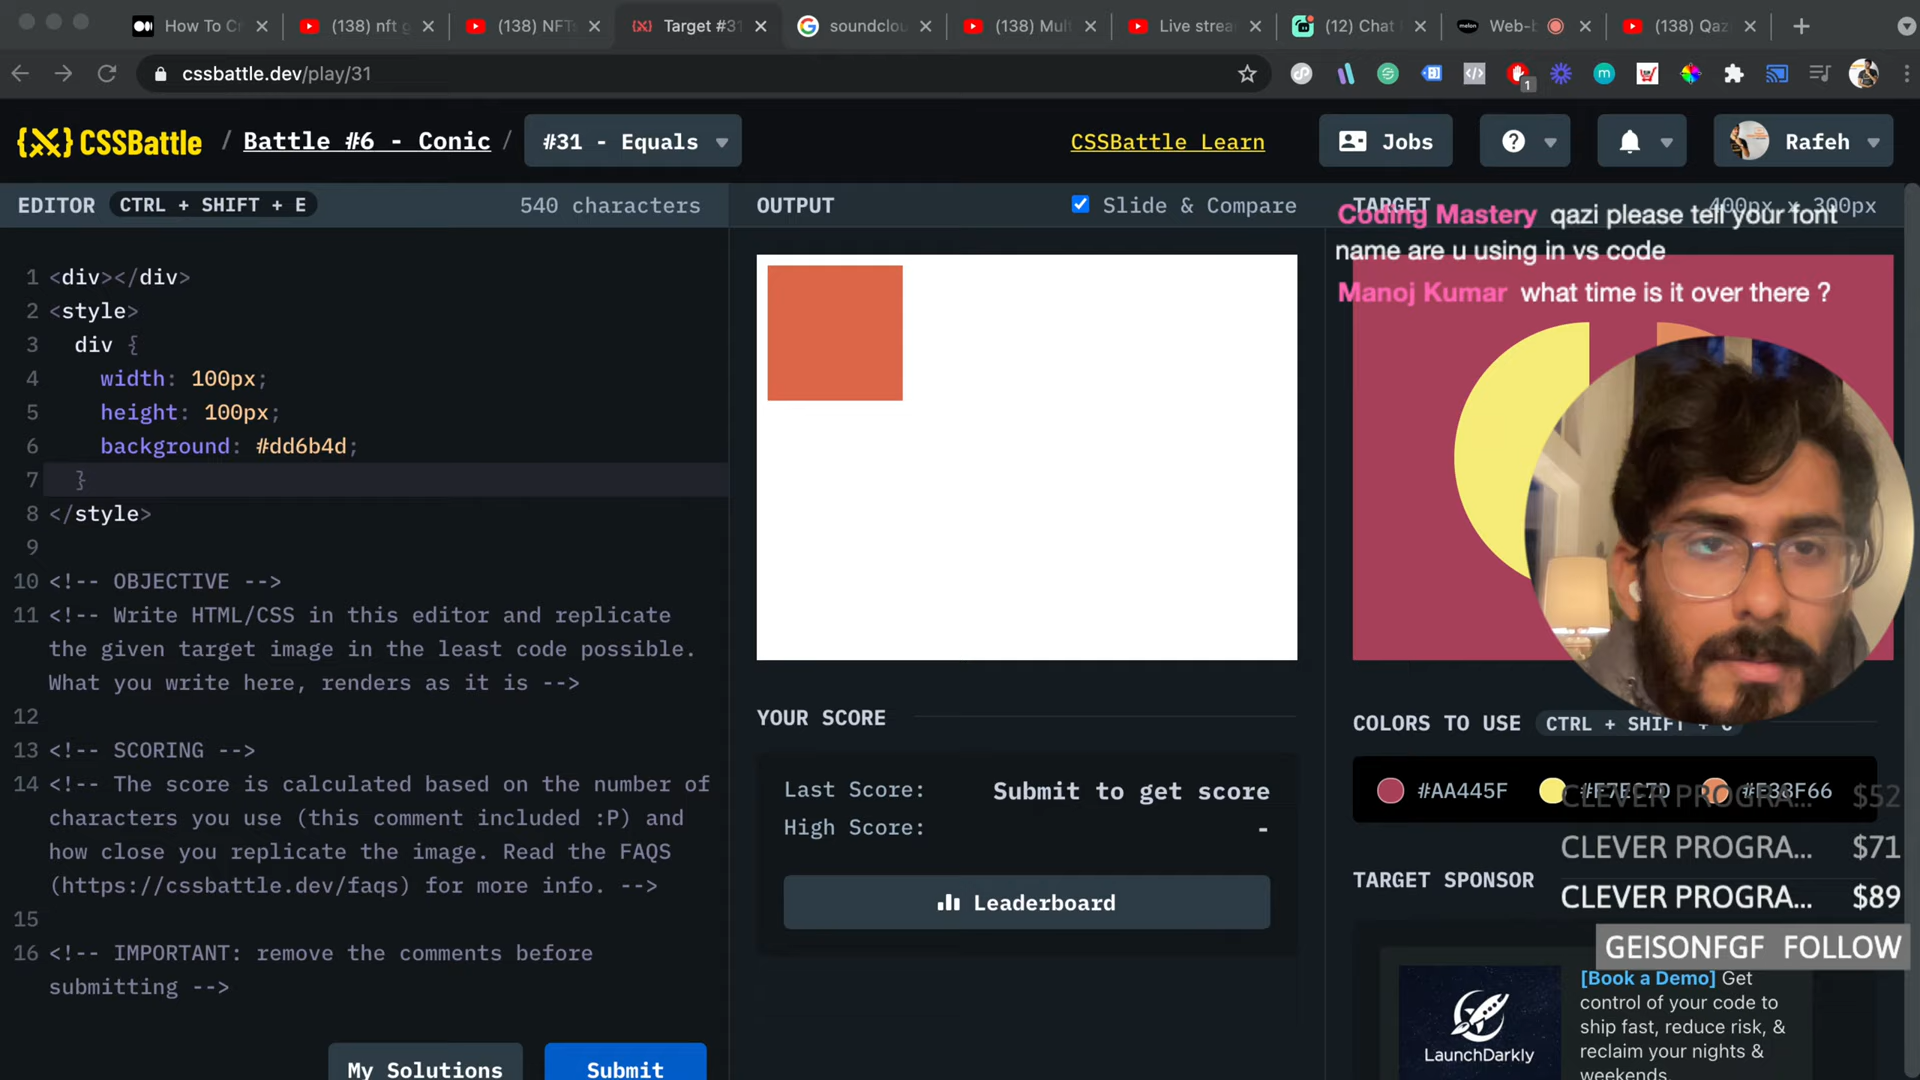 How To Cr
(138) nft g
(138) NFTs
Target #31
soundclou
(138) Mult
Live strea
(12) Chat
Web-b
(138) Qaz
cssbattle.dev/play/31
1
CSSBattle / Battle #6 - Conic / #31 - Equals
CSSBattle Learn
Jobs
Rafeh
EDITOR CTRL + SHIFT + E 540 characters
OUTPUT Slide & Compare
TARGET 400px x 300px
Coding Mastery qazi please tell your font
name are u using in vs code
Manoj Kumar what time is it over there ?
1 <div></div>
2 <style>
3 div {
4 width: 100px;
5 height: 100px;
6 background: #dd6b4d;
7 }
8 </style>
9
10 <!-- OBJECTIVE -->
11 <!-- Write HTML/CSS in this editor and replicate
the given target image in the least code possible.
What you write here, renders as it is -->
12
13 <!-- SCORING -->
14 <!-- The score is calculated based on the number of
characters you use (this comment included :P) and
how close you replicate the image. Read the FAQS
(https://cssbattle.dev/faqs) for more info. -->
15
16 <!-- IMPORTANT: remove the comments before
submitting -->
My Solutions
Submit
YOUR SCORE
Last Score: Submit to get score
High Score: -
Leaderboard
COLORS TO USE CTRL + SHIFT + C
#AA445F #F7EC7D #E38F66
CLEVER PROGRA... $52
CLEVER PROGRA... $71
TARGET SPONSOR
CLEVER PROGRA... $89
GEISONFGF FOLLOW
LaunchDarkly
[Book a Demo] Get
control of your code to
ship fast, reduce risk, &
reclaim your nights &
weekends.